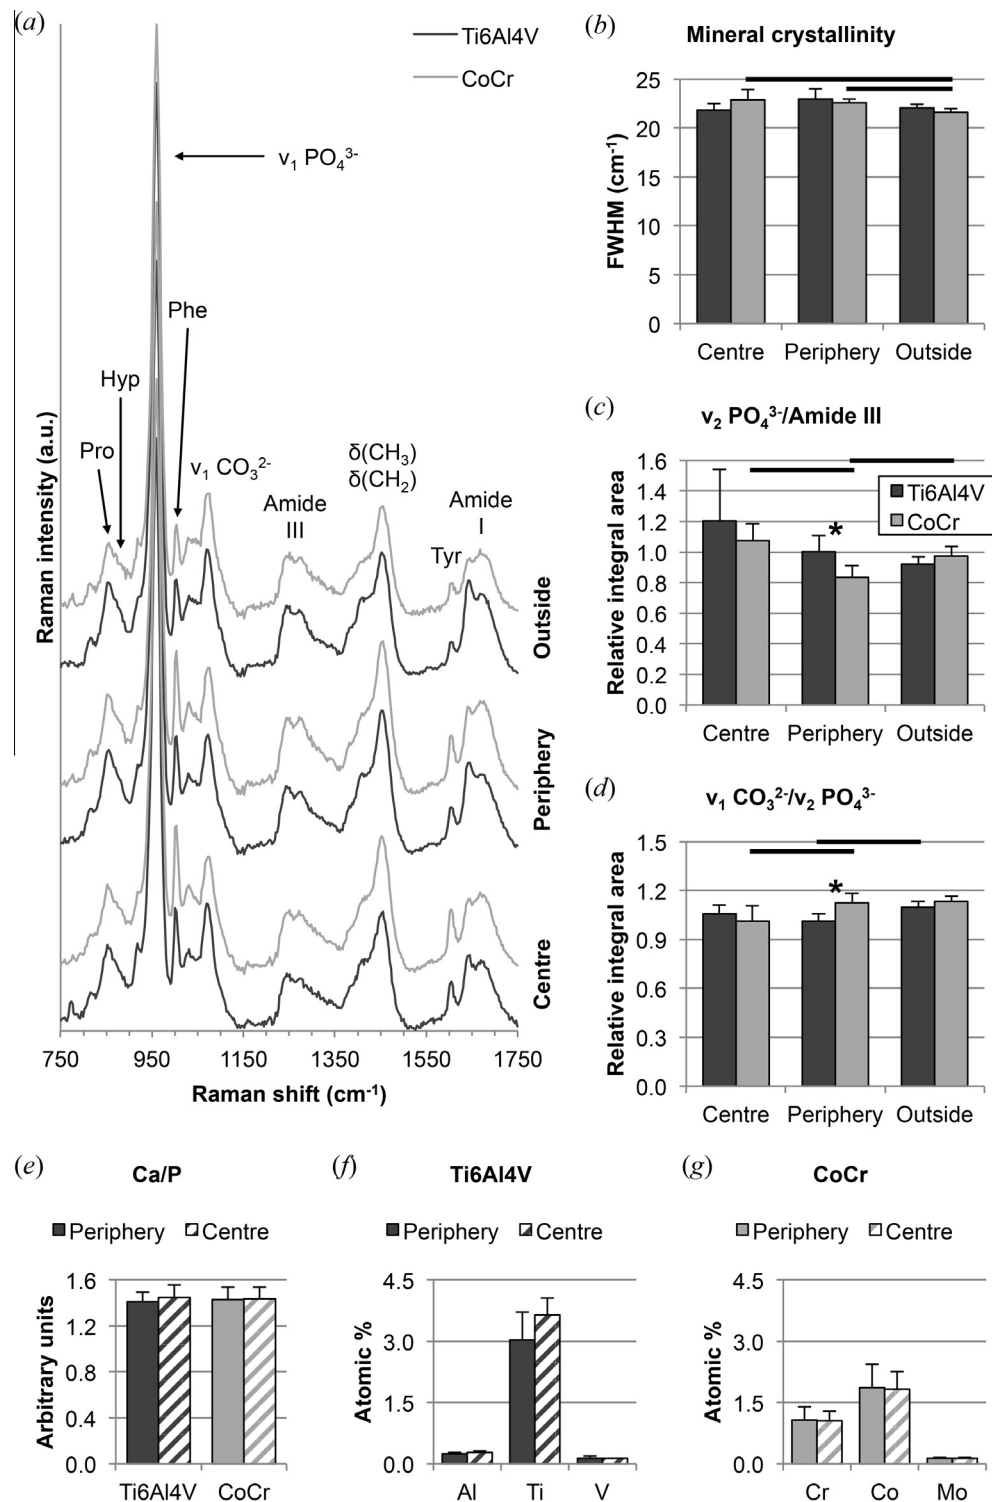 (a)
Ti6Al4V
CoCr
ν₁ PO₄³⁻
Phe
Hyp
Pro
ν₁ CO₃²⁻
Amide
III
δ(CH₃)
δ(CH₂)
Tyr
Amide
I
Outside
Periphery
Centre
Raman intensity (a.u.)
750 950 1150 1350 1550 1750
Raman shift (cm⁻¹)
(b)
Mineral crystallinity
FWHM (cm⁻¹)
25
20
15
10
5
0
Centre Periphery Outside
(c)
ν₂ PO₄³⁻/Amide III
Relative integral area
1.6
1.4
1.2
1.0
0.8
0.6
0.4
0.2
0.0
Ti6Al4V
CoCr
*
Centre Periphery Outside
(d)
ν₁ CO₃²⁻/ν₂ PO₄³⁻
Relative integral area
1.5
1.2
0.9
0.6
0.3
0.0
*
Centre Periphery Outside
(e)
Ca/P
Periphery Centre
Arbitrary units
1.6
1.2
0.8
0.4
0.0
Ti6Al4V CoCr
(f)
Ti6Al4V
Periphery Centre
Atomic %
4.5
3.0
1.5
0.0
Al Ti V
(g)
CoCr
Periphery Centre
Atomic %
4.5
3.0
1.5
0.0
Cr Co Mo